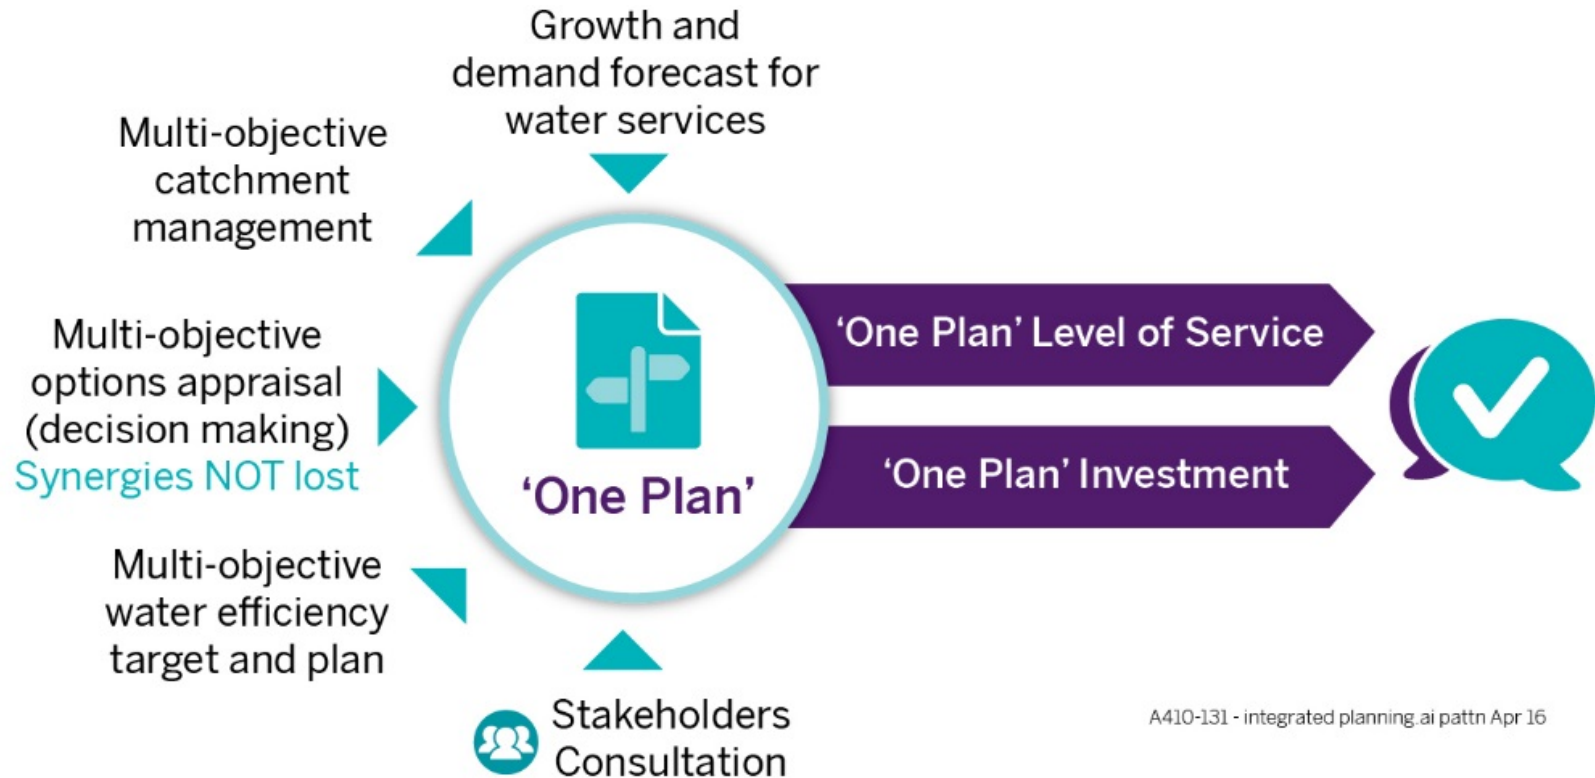 Growth and
demand forecast for
water services
Multi-objective
catchment
management
Multi-objective
options appraisal
(decision making)
Synergies NOT lost
Multi-objective
water efficiency
target and plan
Stakeholders
Consultation
‘One Plan’
‘One Plan’ Level of Service
‘One Plan’ Investment
A410-131 - integrated planning.ai pattn Apr 16